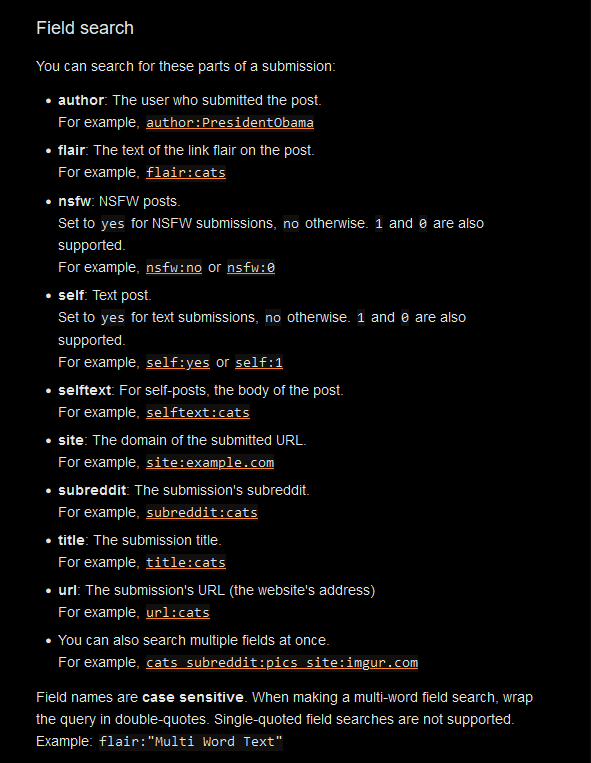 Field search
You can search for these parts of a submission:
• author: The user who submitted the post.
For example, author:PresidentObama
• flair: The text of the link flair on the post.
For example, flair:cats
• nsfw: NSFW posts.
Set to yes for NSFW submissions, no otherwise. 1 and 0 are also
supported.
For example, nsfw:no or nsfw:0
• self: Text post.
Set to yes for text submissions, no otherwise. 1 and 0 are also
supported.
For example, self:yes or self:1
• selftext: For self-posts, the body of the post.
For example, selftext:cats
• site: The domain of the submitted URL.
For example, site:example.com
• subreddit: The submission's subreddit.
For example, subreddit:cats
• title: The submission title.
For example, title:cats
• url: The submission's URL (the website's address)
For example, url:cats
• You can also search multiple fields at once.
For example, cats subreddit:pics site:imgur.com
Field names are case sensitive. When making a multi-word field search, wrap
the query in double-quotes. Single-quoted field searches are not supported.
Example: flair:"Multi Word Text"